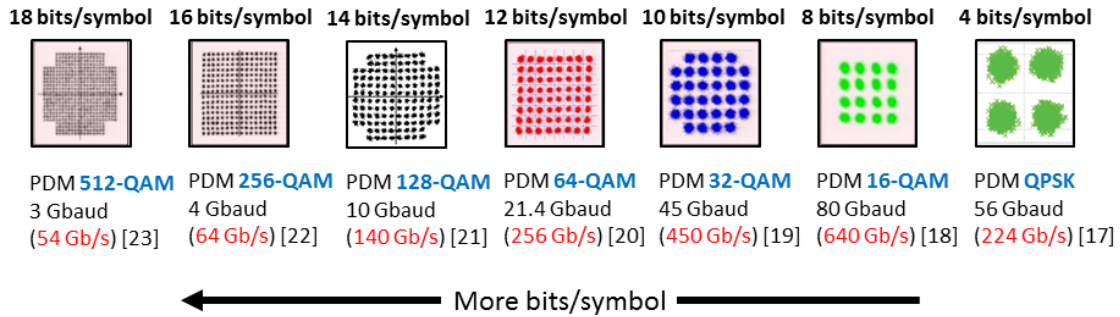 18 bits/symbol 16 bits/symbol 14 bits/symbol 12 bits/symbol 10 bits/symbol 8 bits/symbol 4 bits/symbol
PDM 512-QAM
3 Gbaud
(54 Gb/s) [23]
PDM 256-QAM
4 Gbaud
(64 Gb/s) [22]
PDM 128-QAM
10 Gbaud
(140 Gb/s) [21]
PDM 64-QAM
21.4 Gbaud
(256 Gb/s) [20]
PDM 32-QAM
45 Gbaud
(450 Gb/s) [19]
PDM 16-QAM
80 Gbaud
(640 Gb/s) [18]
PDM QPSK
56 Gbaud
(224 Gb/s) [17]
More bits/symbol